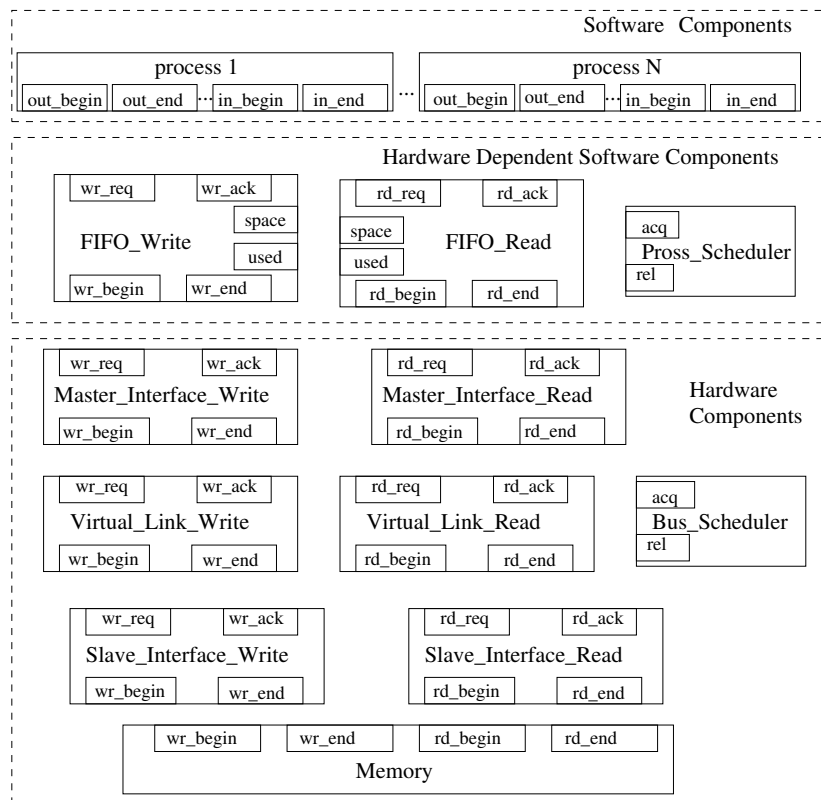 Software Components
process 1
process N
out_begin out_end ... in_begin in_end ... out_begin out_end ... in_begin in_end
Hardware Dependent Software Components
wr_req wr_ack rd_req rd_ack
space space acq
FIFO_Write FIFO_Read Pross_Scheduler
used used rel
wr_begin wr_end rd_begin rd_end
wr_req wr_ack rd_req rd_ack
Master_Interface_Write Master_Interface_Read Hardware
Components
wr_begin wr_end rd_begin rd_end
wr_req wr_ack rd_req rd_ack acq
Virtual_Link_Write Virtual_Link_Read Bus_Scheduler
wr_begin wr_end rd_begin rd_end rel
wr_req wr_ack rd_req rd_ack
Slave_Interface_Write Slave_Interface_Read
wr_begin wr_end rd_begin rd_end
wr_begin wr_end rd_begin rd_end
Memory